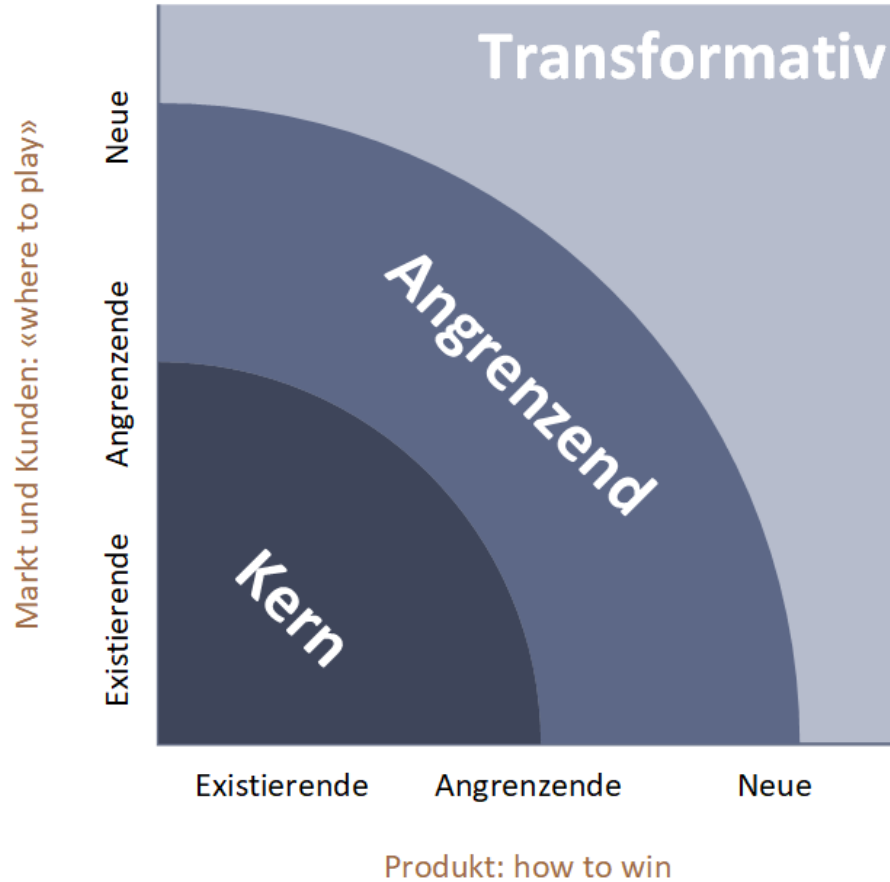 Transformativ
Angrenzend
Kern
Markt und Kunden: «where to play»
Neue
Angrenzende
Existierende
Existierende Angrenzende Neue
Produkt: how to win